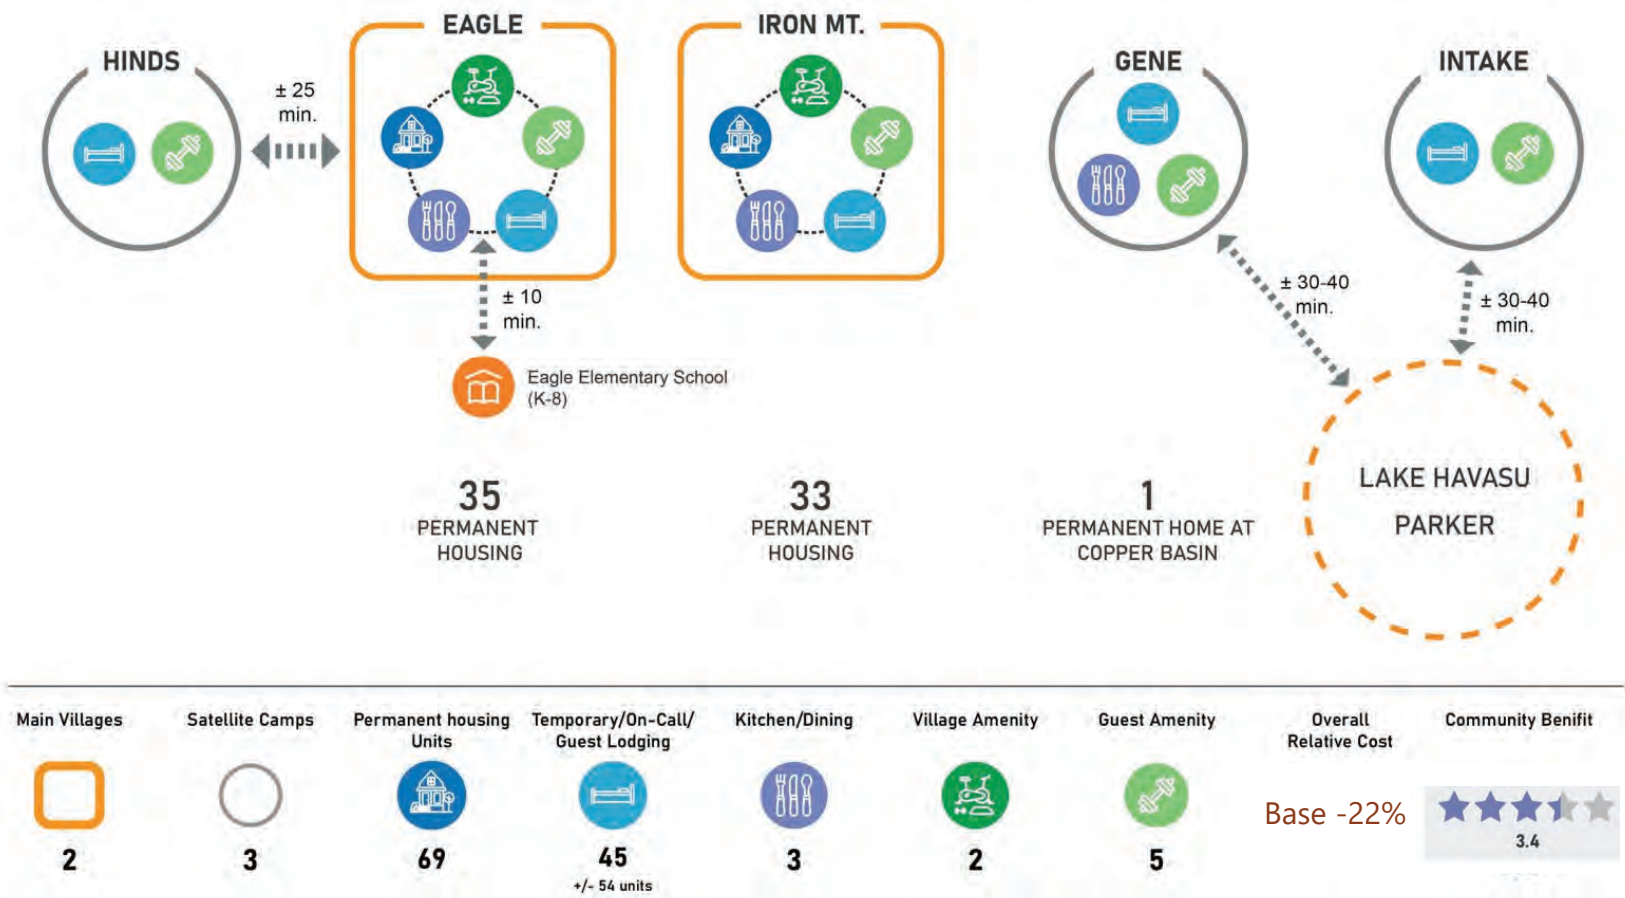 HINDS
± 25
min.
EAGLE
IRON MT.
GENE
INTAKE
± 10
min.
± 30-40
min.
± 30-40
min.
Eagle Elementary School
(K-8)
35
PERMANENT
HOUSING
33
PERMANENT
HOUSING
1
PERMANENT HOME AT
COPPER BASIN
LAKE HAVASU
PARKER
Main Villages
2
Satellite Camps
3
Permanent housing
Units
69
Temporary/On-Call/
Guest Lodging
45
+/- 54 units
Kitchen/Dining
3
Village Amenity
2
Guest Amenity
5
Overall
Relative Cost
Base -22%
Community Benifit
3.4